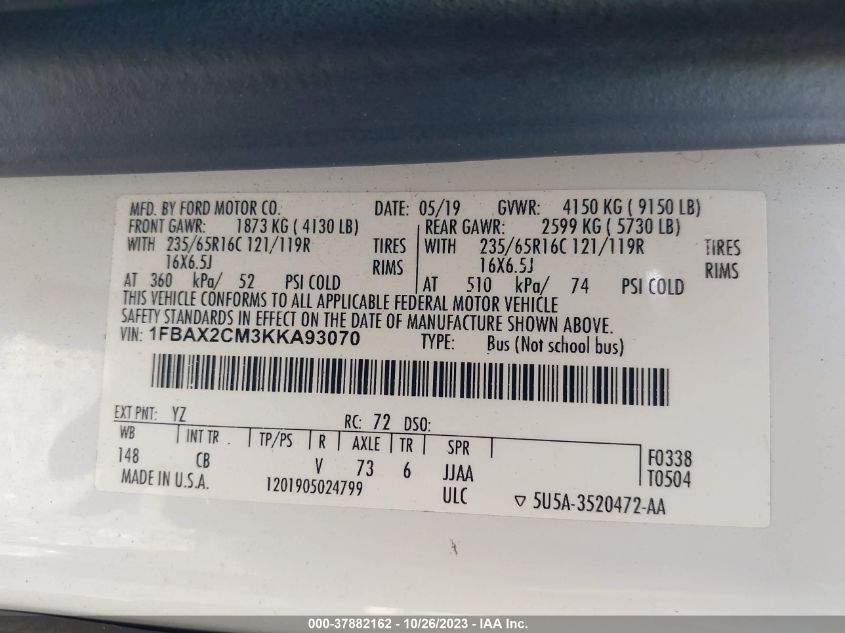 MFD. BY FORD MOTOR CO. DATE: 05/19 GVWR: 4150 KG ( 9150 LB)
FRONT GAWR: 1873 KG ( 4130 LB) REAR GAWR: 2599 KG ( 5730 LB)
WITH 235/65R16C 121/119R TIRES WITH 235/65R16C 121/119R TIRES
16X6.5J RIMS 16X6.5J RIMS
AT 360 kPa/ 52 PSI COLD AT 510 kPa/ 74 PSI COLD
THIS VEHICLE CONFORMS TO ALL APPLICABLE FEDERAL MOTOR VEHICLE
SAFETY STANDARDS IN EFFECT ON THE DATE OF MANUFACTURE SHOWN ABOVE.
VIN: 1FBAX2CM3KKA93070 TYPE: Bus (Not school bus)
EXT PNT: YZ RC: 72 DSO:
WB INT TR TP/PS R AXLE TR SPR F0338
148 CB V 73 6 JJAA T0504
MADE IN U.S.A. 1201905024799 ULC ▽ 5U5A-3520472-AA
000-37882162 - 10/26/2023 - IAA Inc.